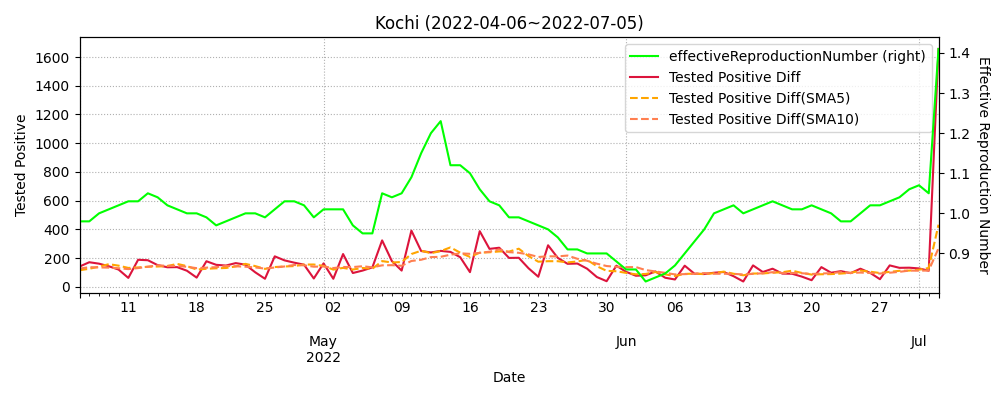 Kochi (2022-04-06~2022-07-05)
effectiveReproductionNumber (right)
Tested Positive Diff
Tested Positive Diff(SMA5)
Tested Positive Diff(SMA10)
Tested Positive
1600
1400
1200
1000
800
600
400
200
0
1.4
1.3
1.2
1.1
1.0
0.9
Effective Reproduction Number
11 18 25 02 09 16 23 30 06 13 20 27
May Jun Jul
2022
Date